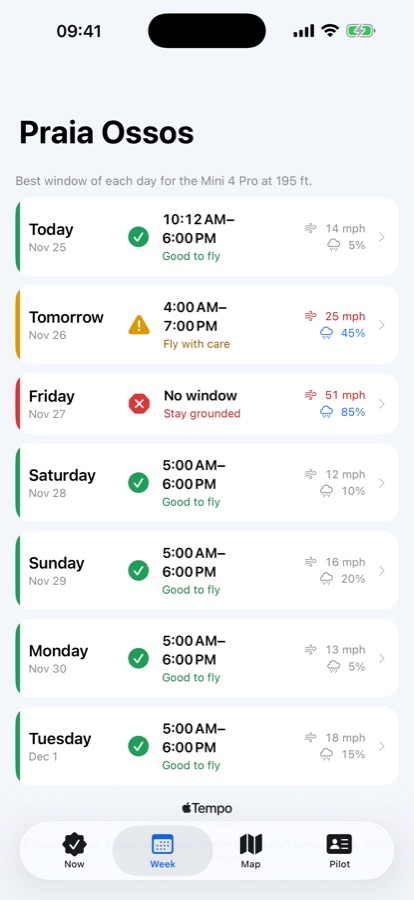 09:41
Praia Ossos
Best window of each day for the Mini 4 Pro at 195 ft.
Today
Nov 25
10:12 AM–
6:00 PM
Good to fly
14 mph
5%
Tomorrow
Nov 26
4:00 AM–
7:00 PM
Fly with care
25 mph
45%
Friday
Nov 27
No window
Stay grounded
51 mph
85%
Saturday
Nov 28
5:00 AM–
6:00 PM
Good to fly
12 mph
10%
Sunday
Nov 29
5:00 AM–
6:00 PM
Good to fly
16 mph
20%
Monday
Nov 30
5:00 AM–
6:00 PM
Good to fly
13 mph
5%
Tuesday
Dec 1
5:00 AM–
6:00 PM
Good to fly
18 mph
15%
Tempo
Now
Week
Map
Pilot